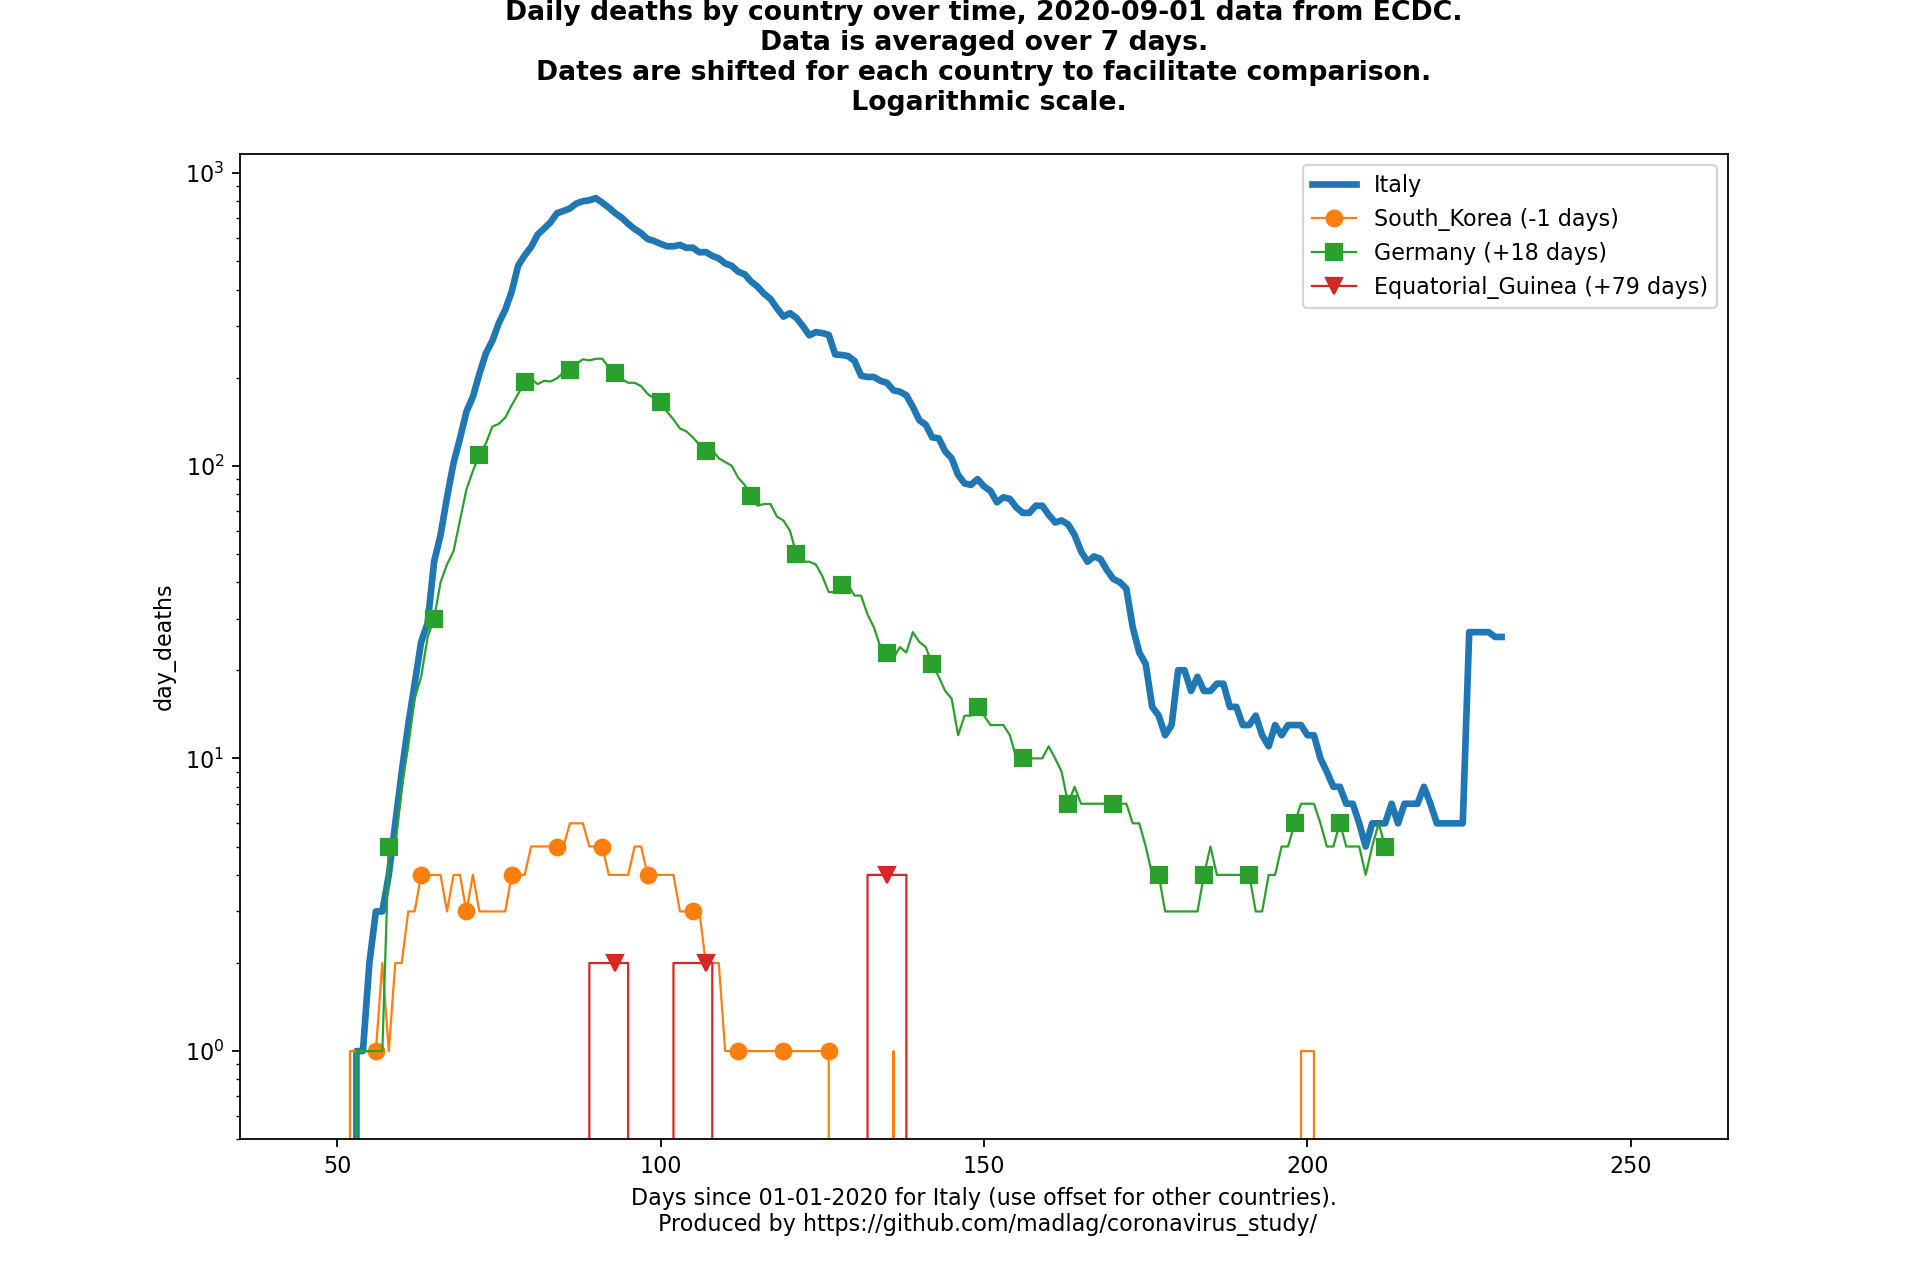 Daily deaths by country over time, 2020-09-01 data from ECDC.
Data is averaged over 7 days.
Dates are shifted for each country to facilitate comparison.
Logarithmic scale.
10³
10²
10¹
10⁰
day_deaths
Italy
South_Korea (-1 days)
Germany (+18 days)
Equatorial_Guinea (+79 days)
50 100 150 200 250
Days since 01-01-2020 for Italy (use offset for other countries).
Produced by https://github.com/madlag/coronavirus_study/